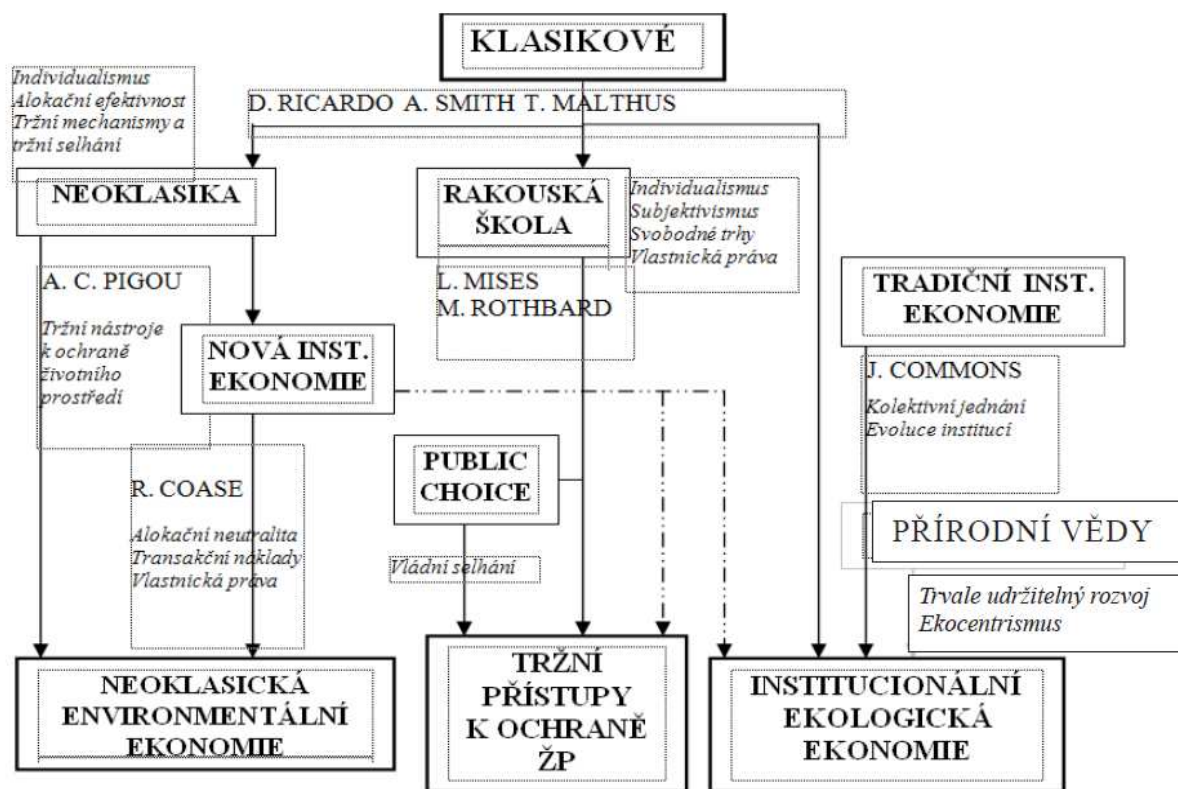 KLASIKOVÉ
Individualismus
Alokační efektivnost
Tržní mechanismy a
tržní selhání
D. RICARDO A. SMITH T. MALTHUS
NEOKLASIKA
RAKOUSKÁ
ŠKOLA
Individualismus
Subjektivismus
Svobodné trhy
Vlastnická práva
A. C. PIGOU
Tržní nástroje
k ochraně
životního
prostředí
L. MISES
M. ROTHBARD
TRADIČNÍ INST.
EKONOMIE
NOVÁ INST.
EKONOMIE
J. COMMONS
Kolektivní jednání
Evoluce institucí
R. COASE
Alokační neutralita
Transakční náklady
Vlastnická práva
PUBLIC
CHOICE
Vládní selhání
PŘÍRODNÍ VĚDY
Trvale udržitelný rozvoj
Ekocentrismus
NEOKLASICKÁ
ENVIRONMENTÁLNÍ
EKONOMIE
TRŽNÍ
PŘÍSTUPY
K OCHRANĚ
ŽP
INSTITUCIONÁLNÍ
EKOLOGICKÁ
EKONOMIE